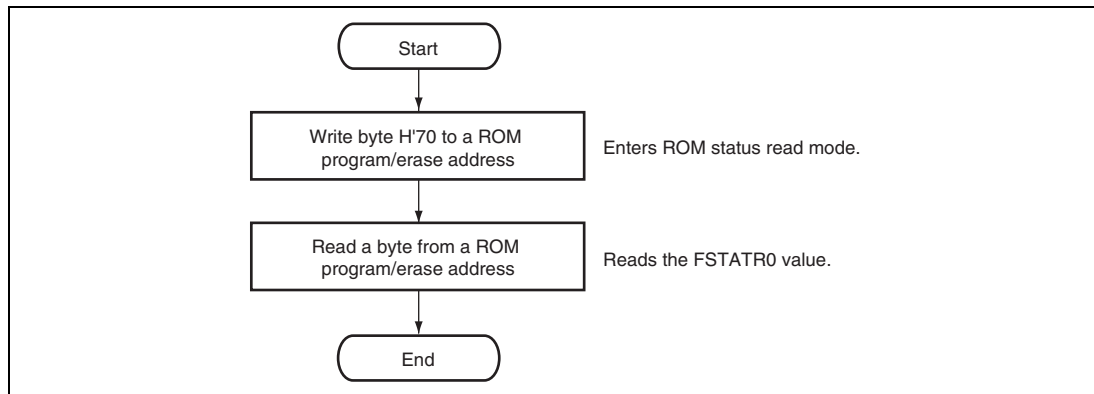 Start
Write byte H'70 to a ROM
program/erase address
Enters ROM status read mode.
Read a byte from a ROM
program/erase address
Reads the FSTATR0 value.
End